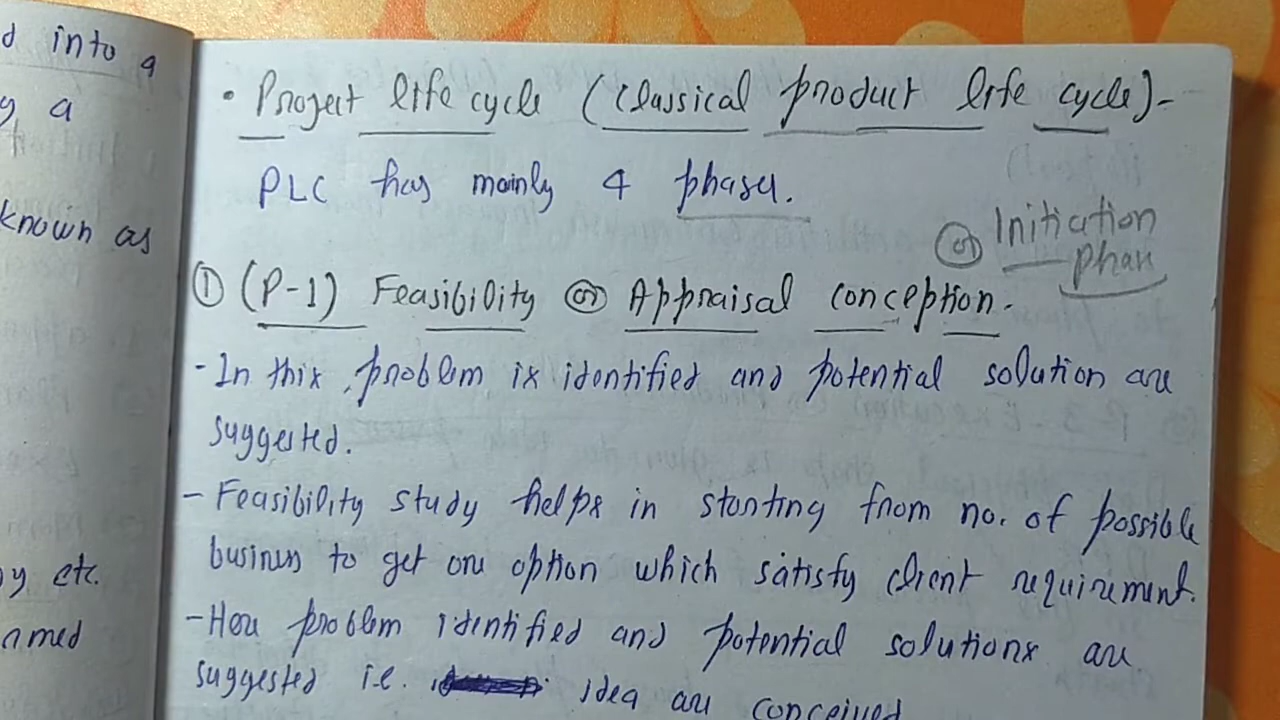 d into a
y a
known as
y etc.
named
• Project life cycle (Classical product life cycle)-
PLC has mainly 4 phases.
or Initiation
phase
① (P-1) Feasibility or Appraisal conception.
- In this, problem is identified and potential solution are
suggested.
- Feasibility study helps in starting from no. of possible
business to get one option which satisfy client requirement.
- Here problem identified and potential solutions are
suggested i.e. idea are conceived